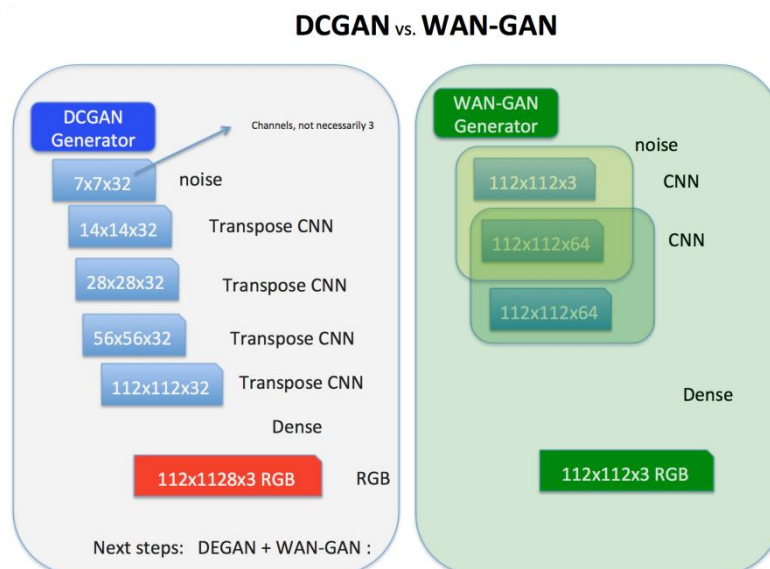 DCGAN vs. WAN-GAN
DCGAN
Generator
Channels, not necessarily 3
7x7x32
noise
14x14x32
Transpose CNN
28x28x32
Transpose CNN
56x56x32
Transpose CNN
112x112x32
Transpose CNN
Dense
112x1128x3 RGB
RGB
Next steps: DEGAN + WAN-GAN :
WAN-GAN
Generator
noise
112x112x3
CNN
112x112x64
CNN
112x112x64
Dense
112x112x3 RGB